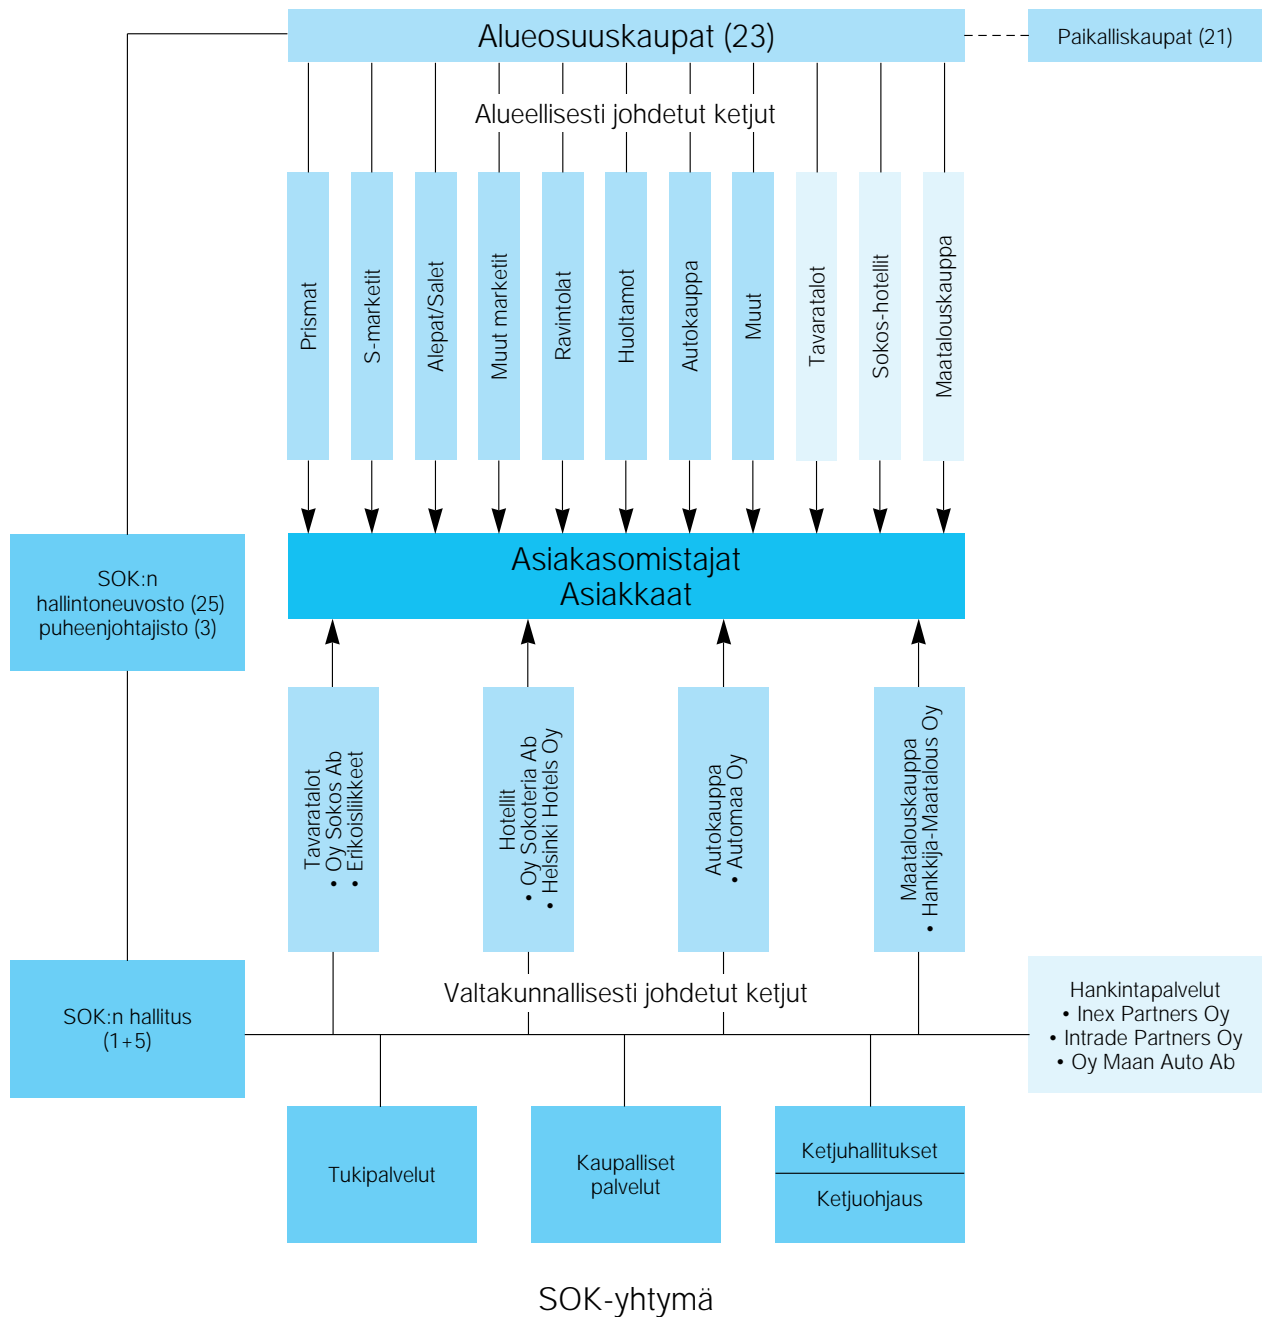 Alueosuuskaupat (23)
Paikalliskaupat (21)
Alueellisesti johdetut ketjut
Prismat
S-marketit
Alepat/Salet
Muut marketit
Ravintolat
Huoltamot
Autokauppa
Muut
Tavaratalot
Sokos-hotellit
Maatalouskauppa
Asiakasomistajat
Asiakkaat
SOK:n
hallintoneuvosto (25)
puheenjohtajisto (3)
Tavaratalot
• Oy Sokos Ab
• Erikoisliikkeet
Hotellit
• Oy Sokoteria Ab
• Helsinki Hotels Oy
Autokauppa
• Automaa Oy
Maatalouskauppa
• Hankkija-Maatalous Oy
Valtakunnallisesti johdetut ketjut
SOK:n hallitus
(1+5)
Hankintapalvelut
• Inex Partners Oy
• Intrade Partners Oy
• Oy Maan Auto Ab
Tukipalvelut
Kaupalliset
palvelut
Ketjuhallitukset
Ketjuohjaus
SOK-yhtymä